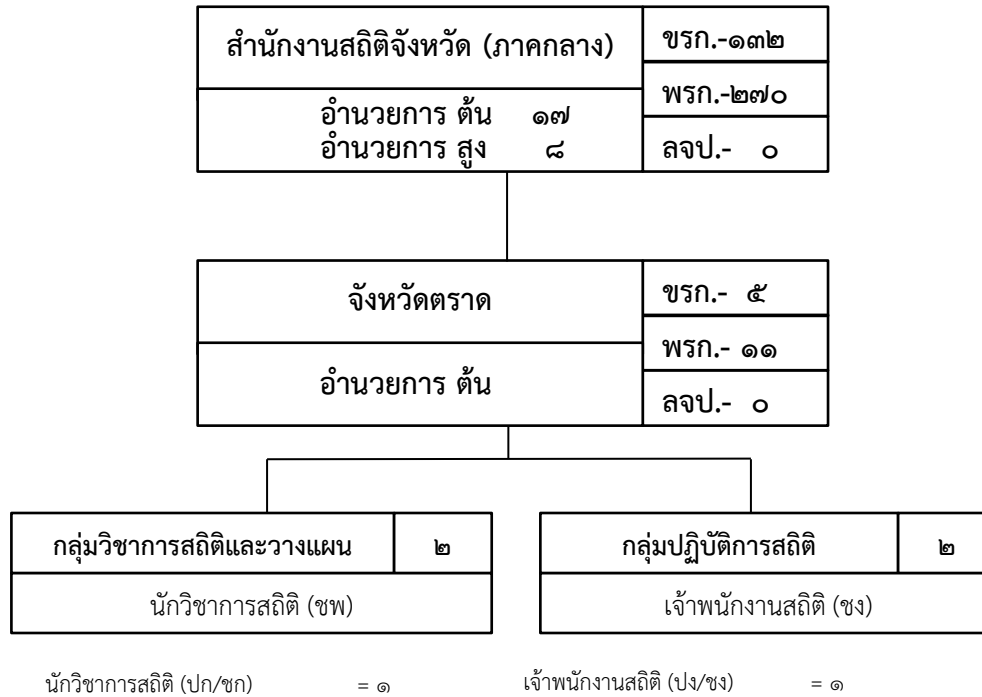 สำนักงานสถิติจังหวัด (ภาคกลาง)
ขรก.-๑๓๒
พรก.-๒๗๐
อำนวยการ ต้น ๑๗
อำนวยการ สูง ๘
ลจป.- ๐
จังหวัดตราด
ขรก.- ๕
พรก.- ๑๑
อำนวยการ ต้น
ลจป.- ๐
กลุ่มวิชาการสถิติและวางแผน ๒
นักวิชาการสถิติ (ชพ)
กลุ่มปฏิบัติการสถิติ ๒
เจ้าพนักงานสถิติ (ชง)
นักวิชาการสถิติ (ปก/ชก) = ๑
เจ้าพนักงานสถิติ (ปง/ชง) = ๑